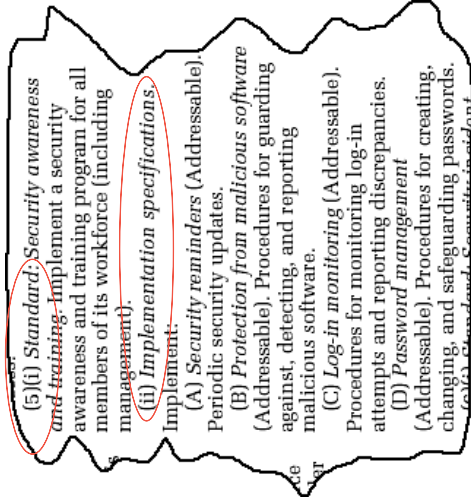 (5)(i) Standard: Security awareness
and training. Implement a security
awareness and training program for all
members of its workforce (including
management).
(ii) Implementation specifications.
Implement:
(A) Security reminders (Addressable).
Periodic security updates.
(B) Protection from malicious software
(Addressable). Procedures for guarding
against, detecting, and reporting
malicious software.
(C) Log-in monitoring (Addressable).
Procedures for monitoring log-in
attempts and reporting discrepancies.
(D) Password management
(Addressable). Procedures for creating,
changing, and safeguarding passwords.